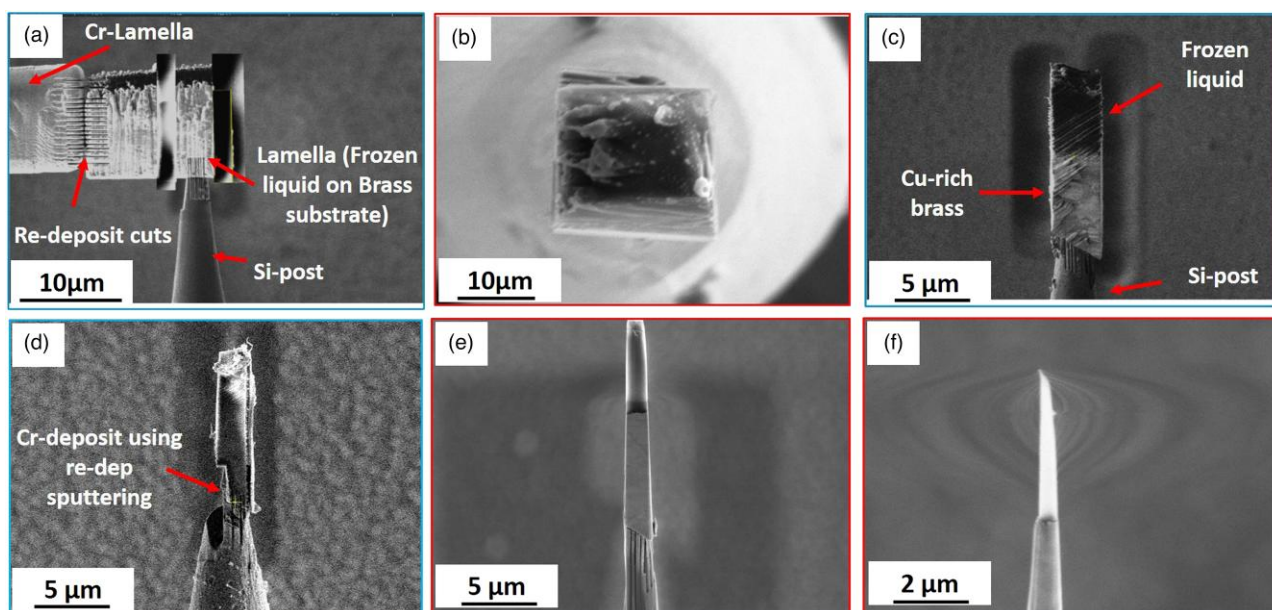 (a)
Cr-Lamella
Lamella (Frozen
liquid on Brass
substrate)
Re-deposit cuts
Si-post
10µm
(b)
10µm
(c)
Frozen
liquid
Cu-rich
brass
Si-post
5 µm
(d)
Cr-deposit using
re-dep
sputtering
5 µm
(e)
5 µm
(f)
2 µm